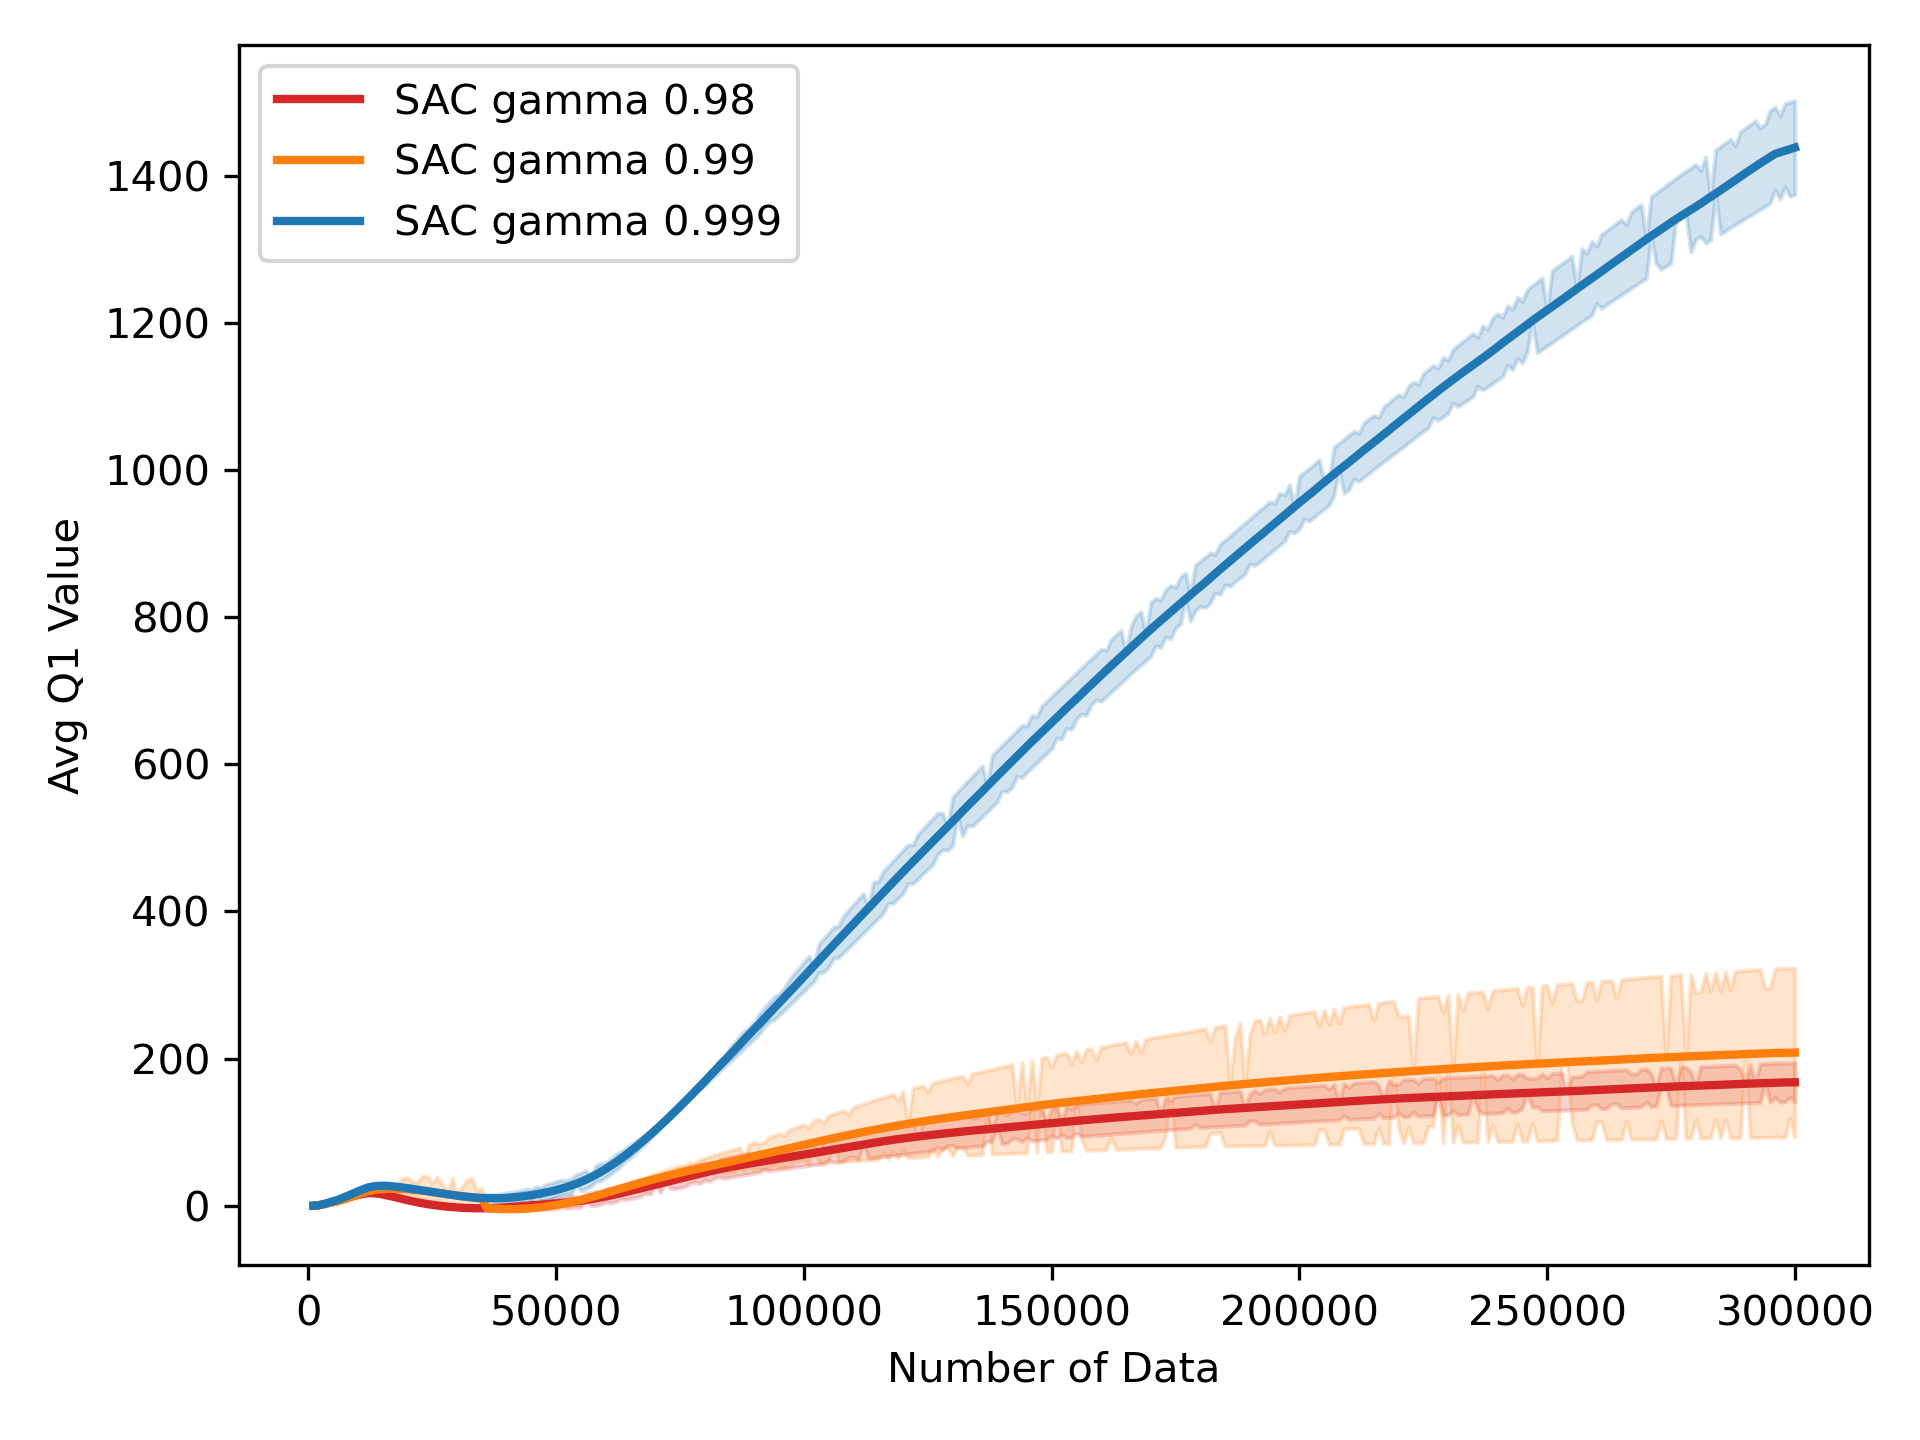 SAC gamma 0.98
SAC gamma 0.99
SAC gamma 0.999
1400
1200
1000
800
600
400
200
0
Avg Q1 Value
0 50000 100000 150000 200000 250000 300000
Number of Data